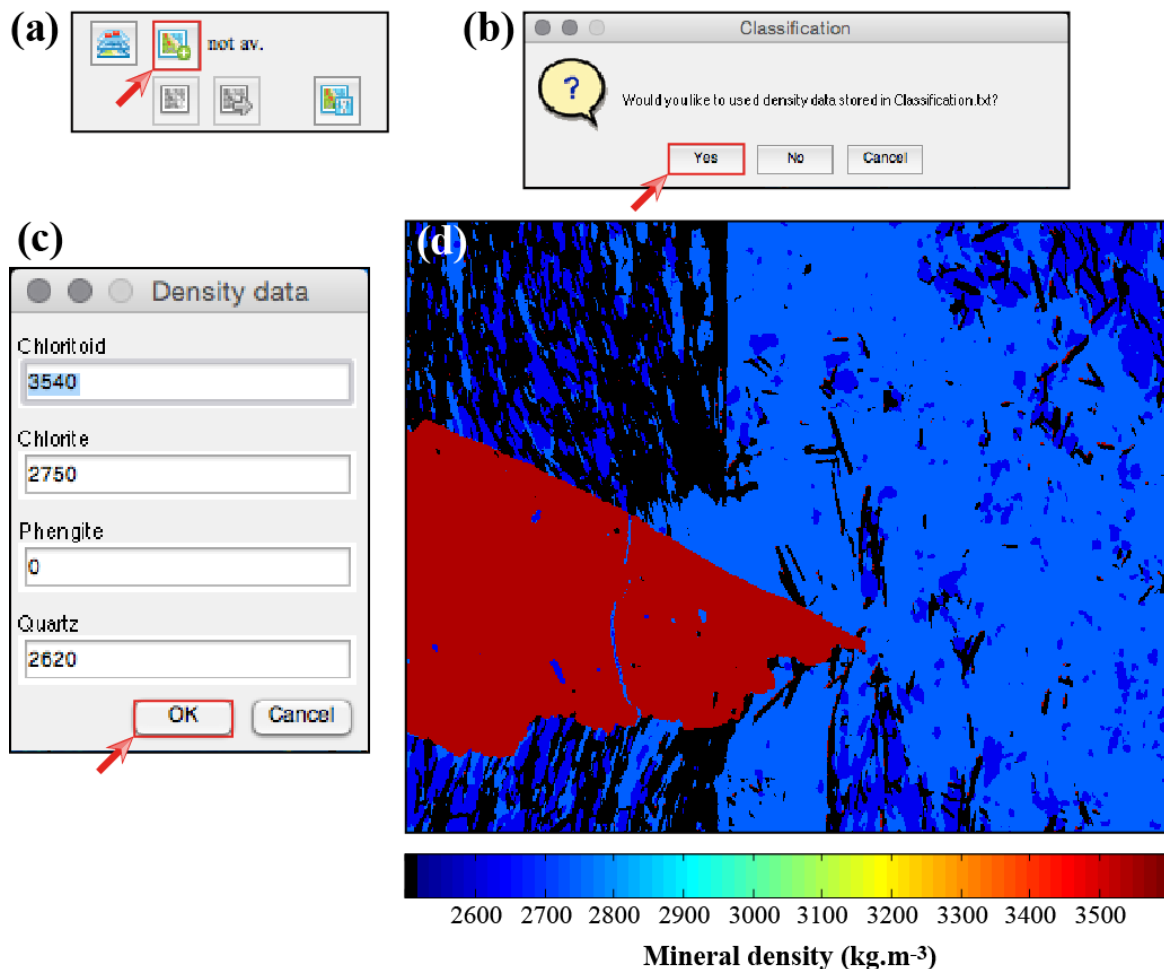 (a)
not av.
(b)
Classification
?
Would you like to used density data stored in Classification.txt?
Yes No Cancel
(c)
Density data
Chloritoid
3540
Chlorite
2750
Phengite
0
Quartz
2620
OK Cancel
(d)
2600 2700 2800 2900 3000 3100 3200 3300 3400 3500
Mineral density (kg.m-3)